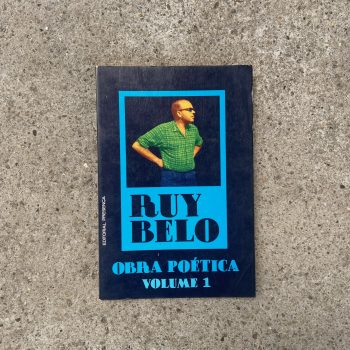 RUY
BELO
OBRA POÉTICA
VOLUME 1
EDITORIAL PRESENÇA